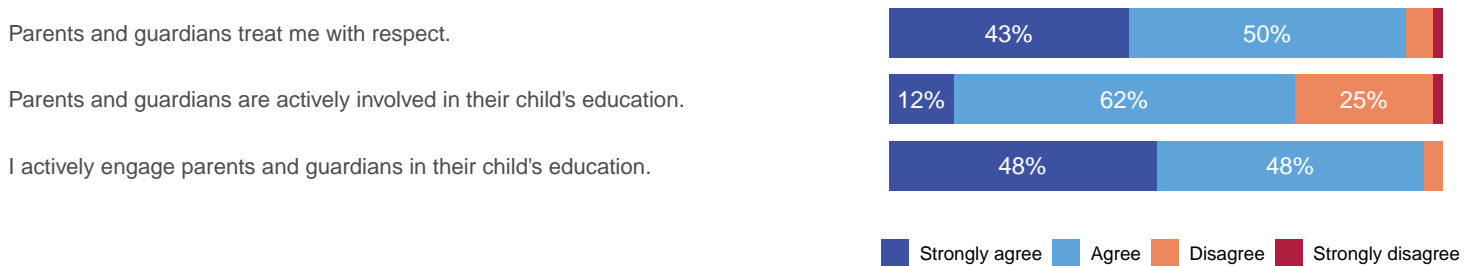 Parents and guardians treat me with respect. 43% 50%
Parents and guardians are actively involved in their child's education. 12% 62% 25%
I actively engage parents and guardians in their child's education. 48% 48%
Strongly agree Agree Disagree Strongly disagree